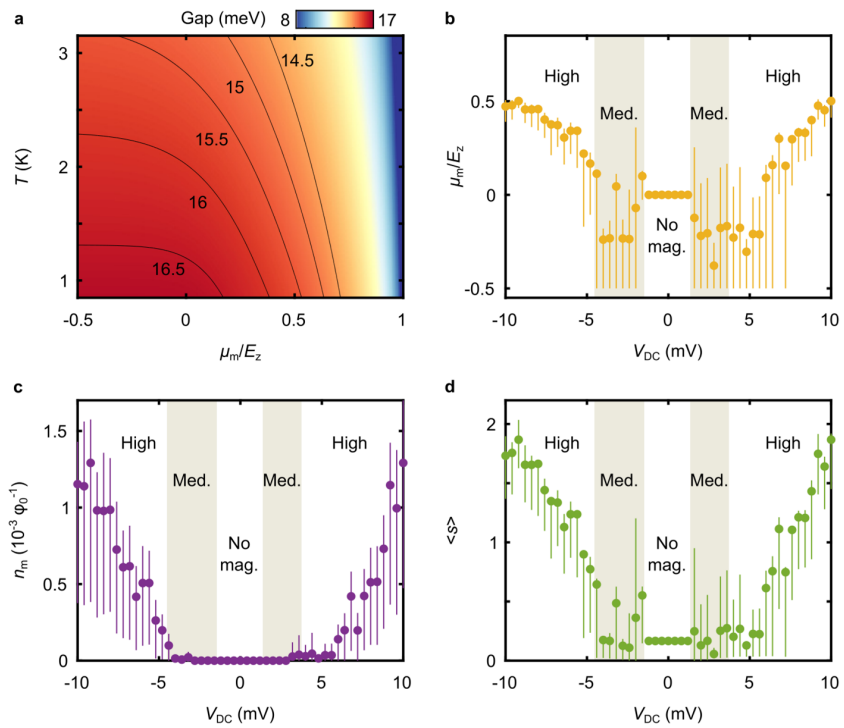 a
Gap (meV) 8 17
3
2
1
T (K)
14.5
15
15.5
16
16.5
-0.5 0 0.5 1
μm/Ez
b
High
Med.
No
mag.
Med.
High
0.5
0
-0.5
μm/Ez
-10 -5 0 5 10
VDC (mV)
c
High
Med.
No
mag.
Med.
High
1.5
1
0.5
0
nm (10-3 φ0-1)
-10 -5 0 5 10
VDC (mV)
d
High
Med.
No
mag.
Med.
High
2
1
0
<s>
-10 -5 0 5 10
VDC (mV)